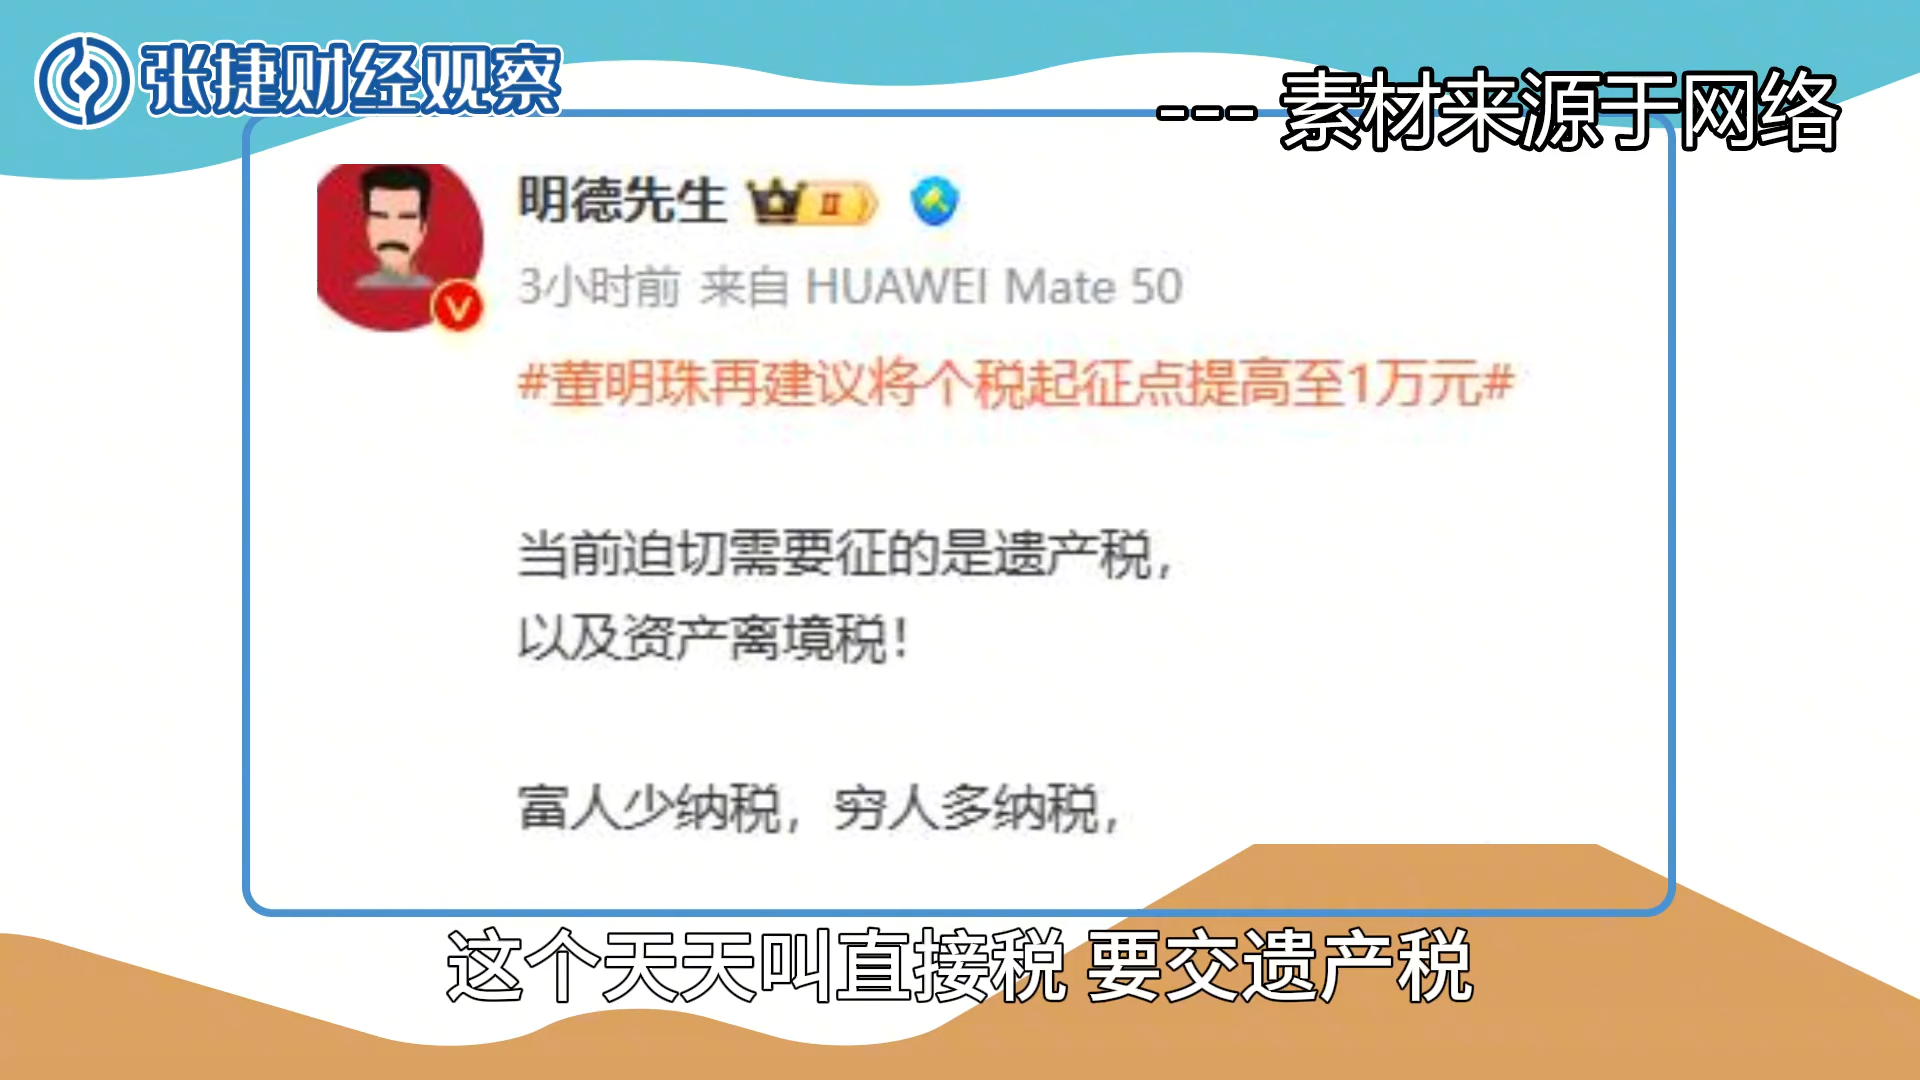 张捷财经观察
--- 素材来源于网络
明德先生 II
3小时前 来自 HUAWEI Mate 50
#董明珠再建议将个税起征点提高至1万元#
当前迫切需要征的是遗产税，
以及资产离境税！
富人少纳税，穷人多纳税，
这个天天叫直接税 要交遗产税